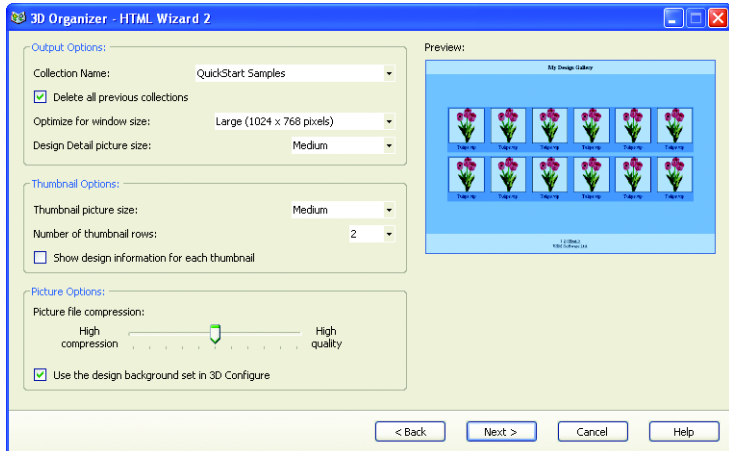 3D Organizer - HTML Wizard 2
Output Options:
Collection Name: QuickStart Samples
Delete all previous collections
Optimize for window size: Large (1024 x 768 pixels)
Design Detail picture size: Medium
Thumbnail Options:
Thumbnail picture size: Medium
Number of thumbnail rows: 2
Show design information for each thumbnail
Picture Options:
Picture file compression:
High compression
High quality
Use the design background set in 3D Configure
Preview:
My Design Gallery
< Back Next > Cancel Help